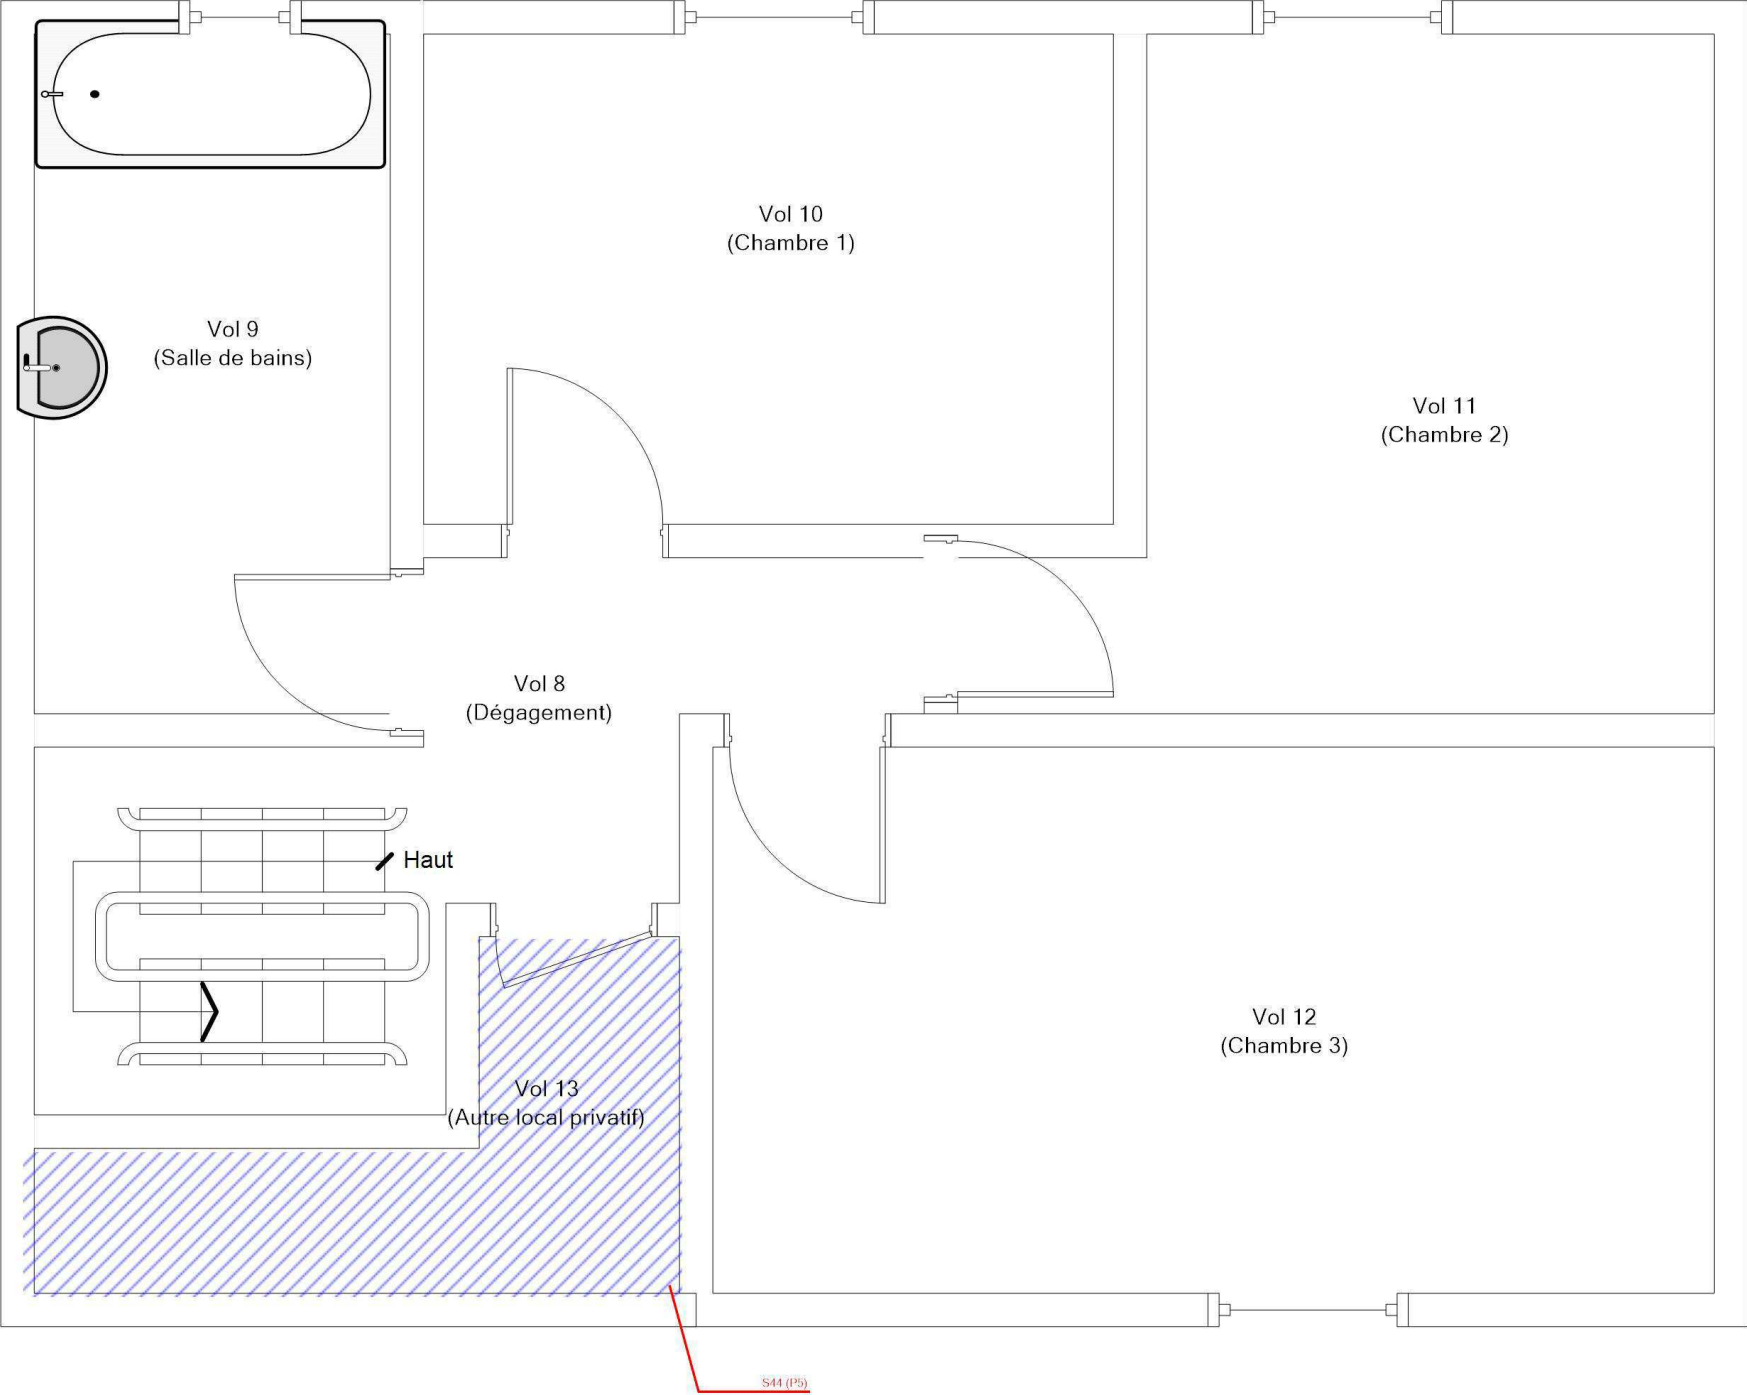 Vol 10
(Chambre 1)
Vol 9
(Salle de bains)
Vol 11
(Chambre 2)
Vol 8
(Dégagement)
Haut
Vol 12
(Chambre 3)
Vol 13
(Autre local privatif)
S44 (P5)